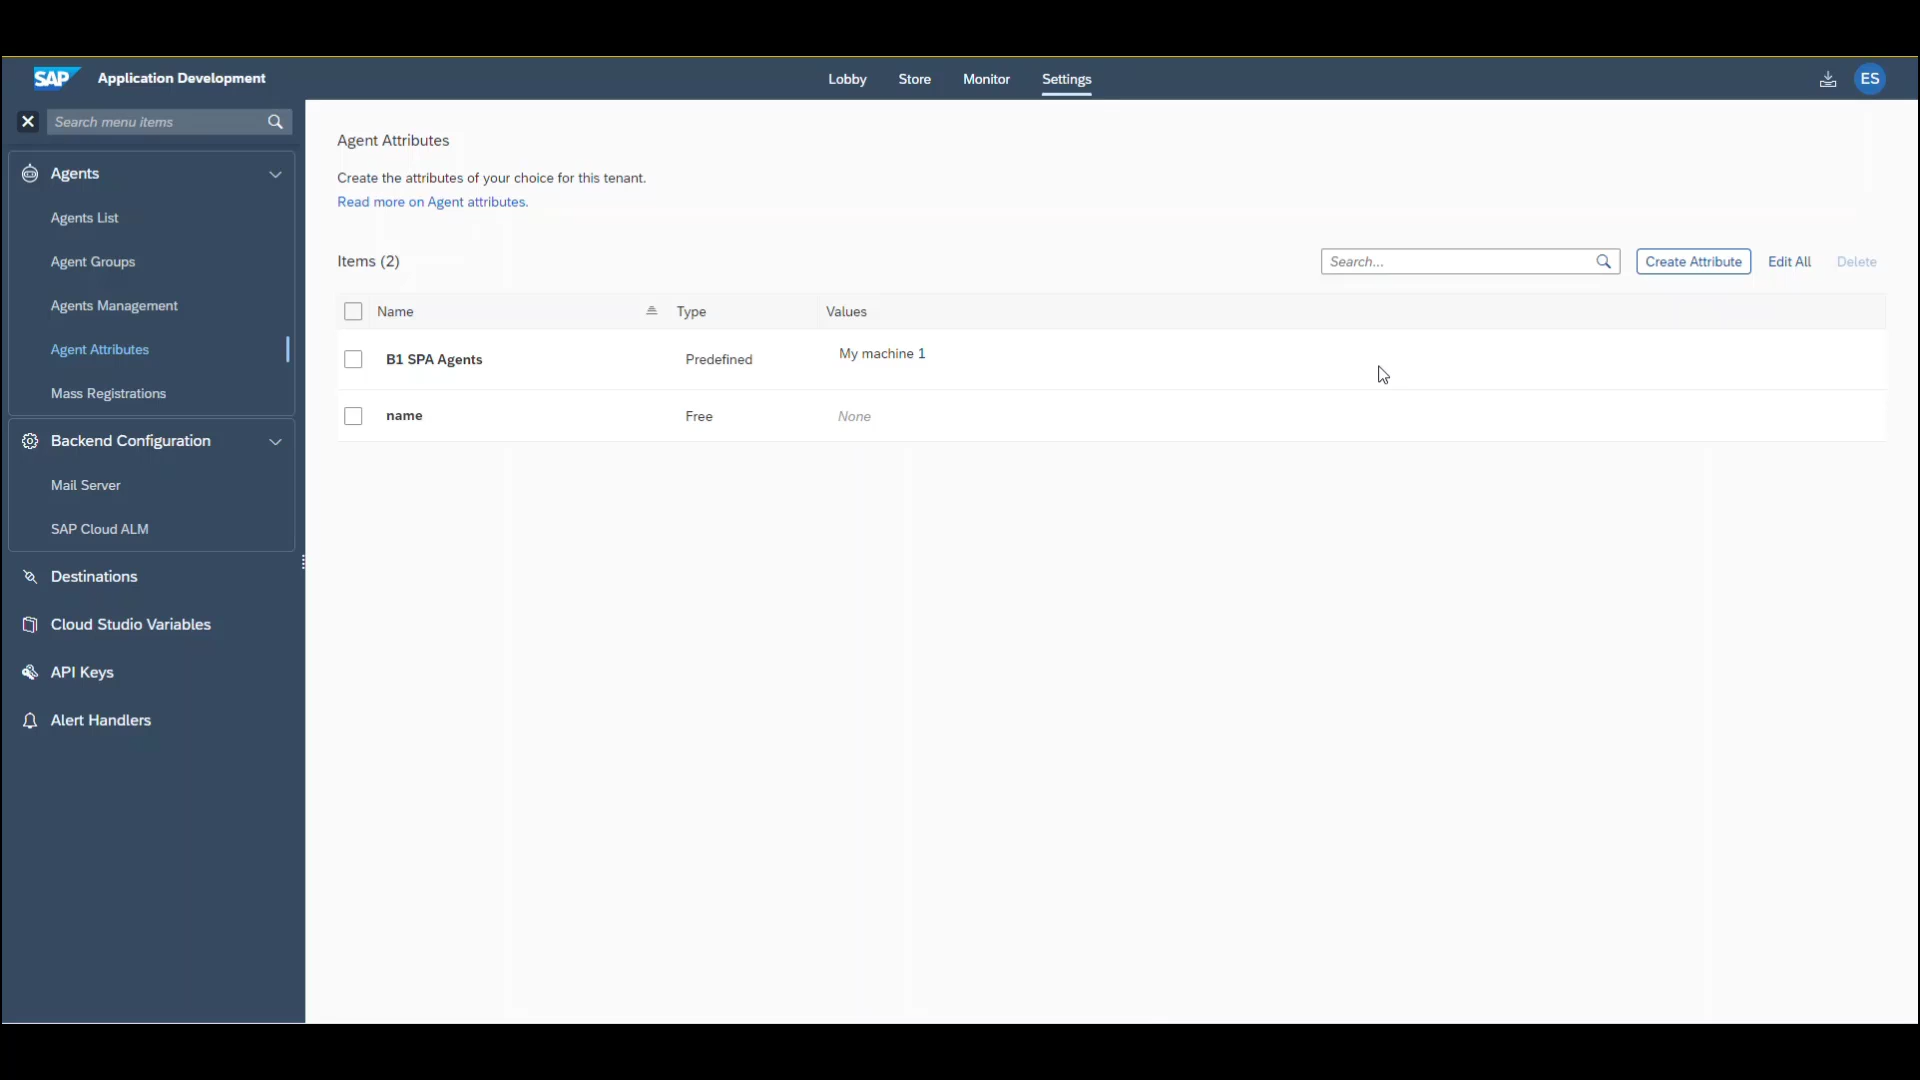 SAP Application Development
Lobby Store Monitor Settings
ES
Search menu items
Agents
Agents List
Agent Groups
Agents Management
Agent Attributes
Mass Registrations
Backend Configuration
Mail Server
SAP Cloud ALM
Destinations
Cloud Studio Variables
API Keys
Alert Handlers
Agent Attributes
Create the attributes of your choice for this tenant.
Read more on Agent attributes.
Items (2)
Search...
Create Attribute Edit All Delete
Name Type Values
B1 SPA Agents Predefined My machine 1
name Free None